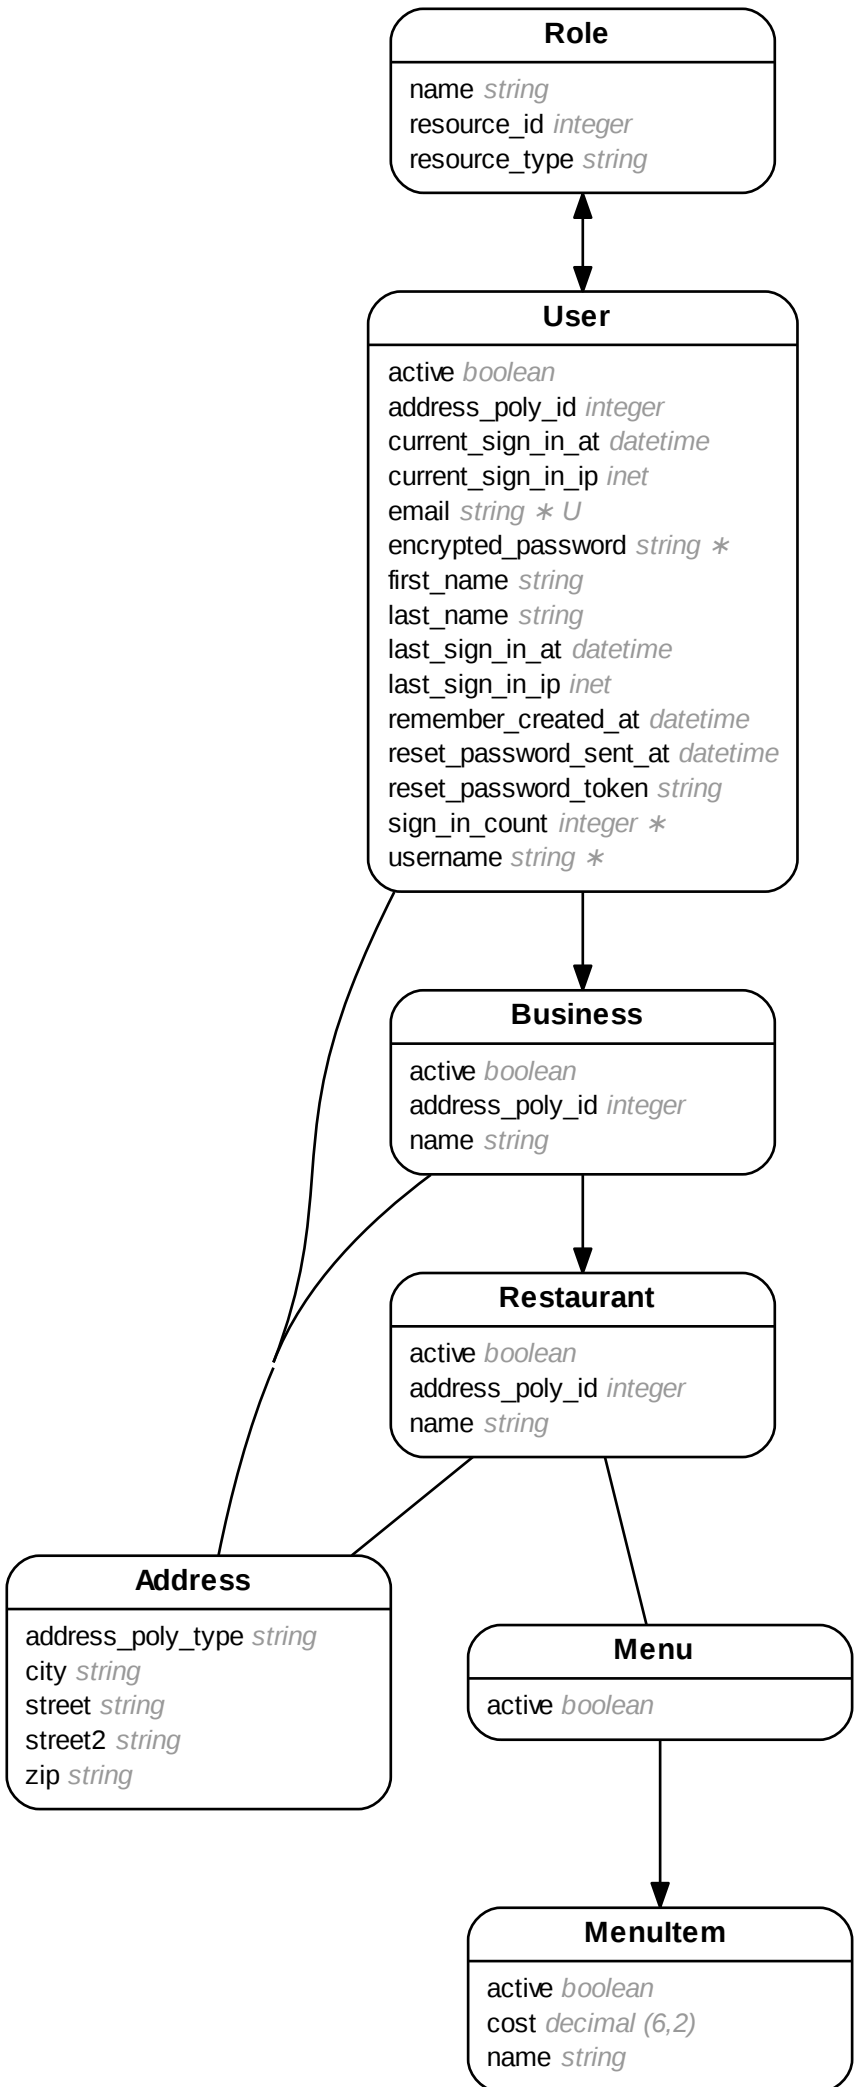 Role
name string
resource_id integer
resource_type string
User
active boolean
address_poly_id integer
current_sign_in_at datetime
current_sign_in_ip inet
email string ∗ U
encrypted_password string ∗
first_name string
last_name string
last_sign_in_at datetime
last_sign_in_ip inet
remember_created_at datetime
reset_password_sent_at datetime
reset_password_token string
sign_in_count integer ∗
username string ∗
Business
active boolean
address_poly_id integer
name string
Restaurant
active boolean
address_poly_id integer
name string
Address
address_poly_type string
city string
street string
street2 string
zip string
Menu
active boolean
MenuItem
active boolean
cost decimal (6,2)
name string